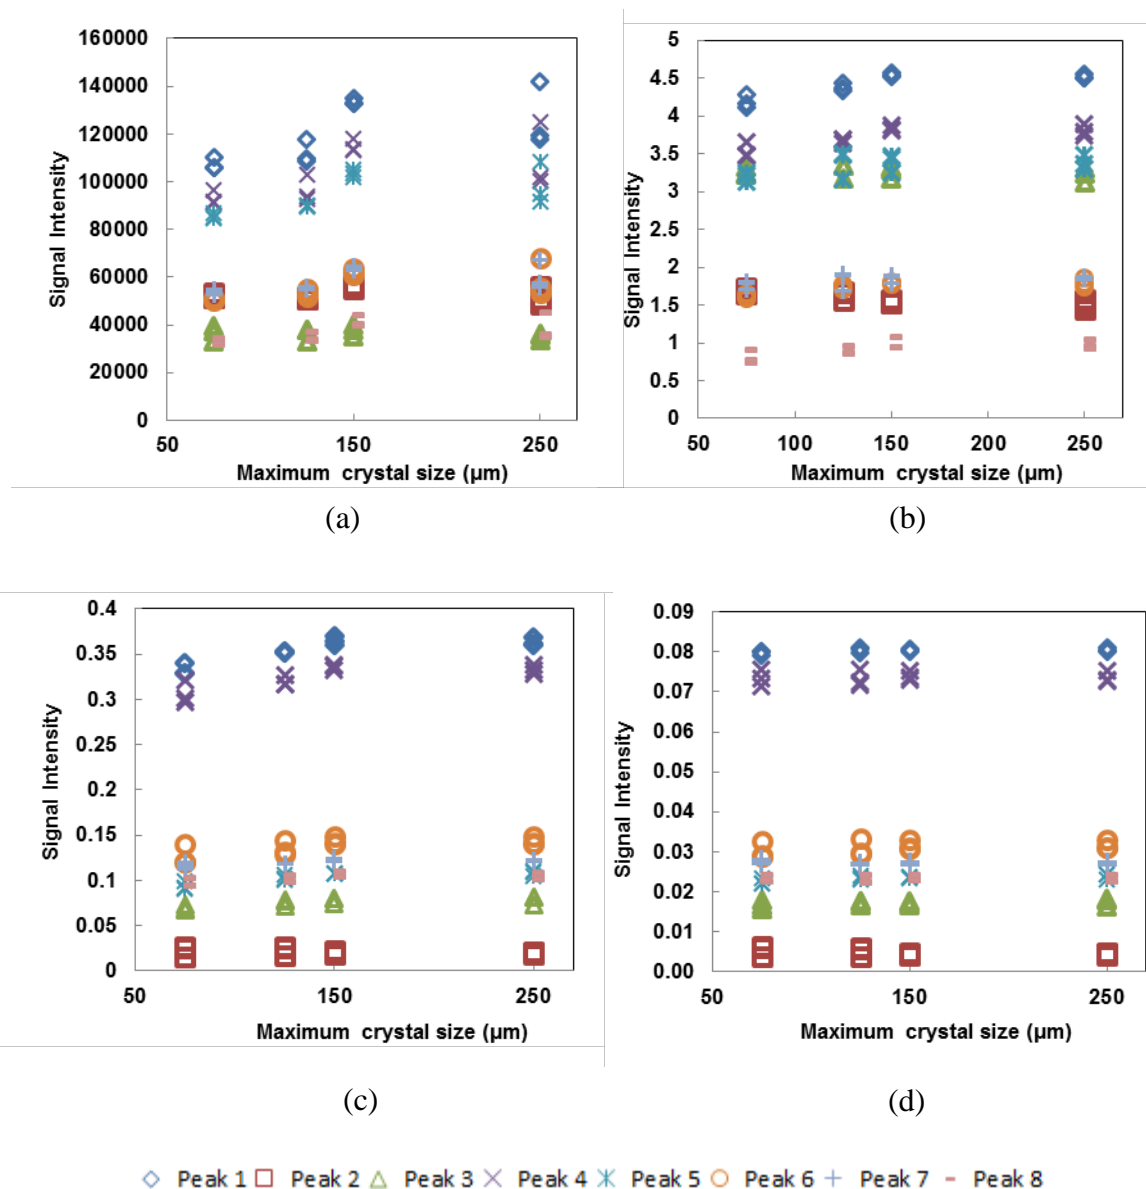 160000
140000
120000
100000
80000
60000
40000
20000
0
Signal Intensity
50 150 250
Maximum crystal size (µm)
(a)
5
4.5
4
3.5
3
2.5
2
1.5
1
0.5
0
Signal Intensity
50 100 150 200 250
Maximum crystal size (µm)
(b)
0.4
0.35
0.3
0.25
0.2
0.15
0.1
0.05
0
Signal Intensity
50 150 250
Maximum crystal size (µm)
(c)
0.09
0.08
0.07
0.06
0.05
0.04
0.03
0.02
0.01
0.00
Signal Intensity
50 150 250
Maximum crystal size (µm)
(d)
Peak 1 Peak 2 Peak 3 Peak 4 Peak 5 Peak 6 Peak 7 Peak 8